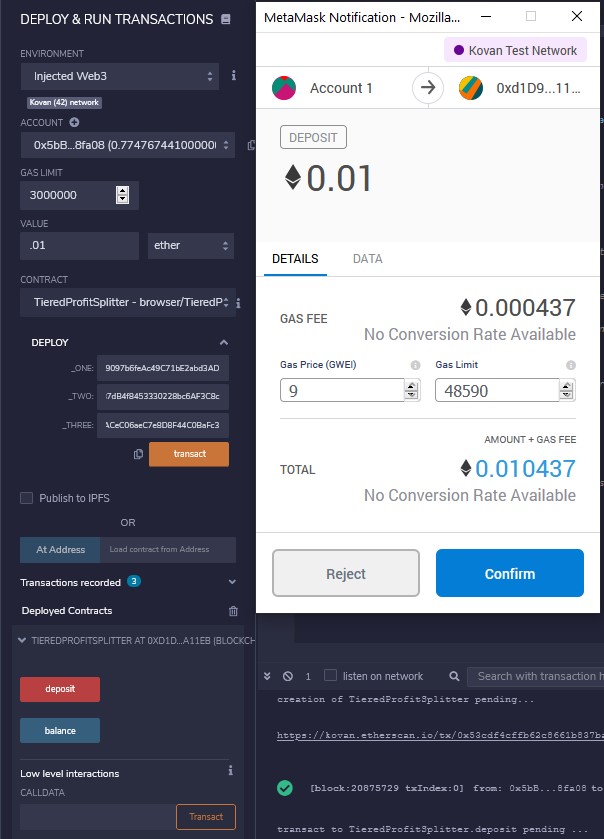 DEPLOY & RUN TRANSACTIONS
ENVIRONMENT
Injected Web3
Kovan (42) network
ACCOUNT
0x5bB...8fa08 (0.77476744100000
GAS LIMIT
3000000
VALUE
.01
ether
CONTRACT
TieredProfitSplitter - browser/TieredP
DEPLOY
_ONE:
9097b6feAc49C71bE2abd3AD
_TWO:
7dB4f8453330228bc6AF3C8c
_THREE:
ACeC06aeC7e8D8F44C0BaFc3
transact
Publish to IPFS
OR
At Address
Load contract from Address
Transactions recorded
3
Deployed Contracts
TIEREDPROFITSPLITTER AT 0XD1D...A11EB (BLOCKCH
deposit
balance
Low level interactions
CALLDATA
Transact
MetaMask Notification - Mozilla...
Kovan Test Network
Account 1
0xd1D9...11...
DEPOSIT
0.01
DETAILS
DATA
GAS FEE
0.000437
No Conversion Rate Available
Gas Price (GWEI)
Gas Limit
9
48590
AMOUNT + GAS FEE
TOTAL
0.010437
No Conversion Rate Available
Reject
Confirm
1
listen on network
Search with transaction h
creation of TieredProfitSplitter pending...
https://kovan.etherscan.io/tx/0x53cdf4cffb62c8661b837ba
[block:20875729 txIndex:0] from: 0x5bB...8fa08 to
transact to TieredProfitSplitter.deposit pending ...